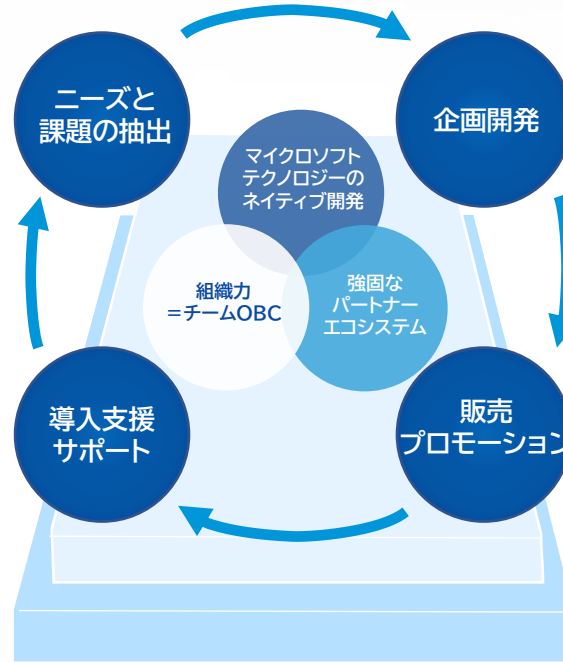 ニーズと
課題の抽出
企画開発
マイクロソフト
テクノロジーの
ネイティブ開発
組織力
=チームOBC
強固な
パートナー
エコシステム
導入支援
サポート
販売
プロモーション